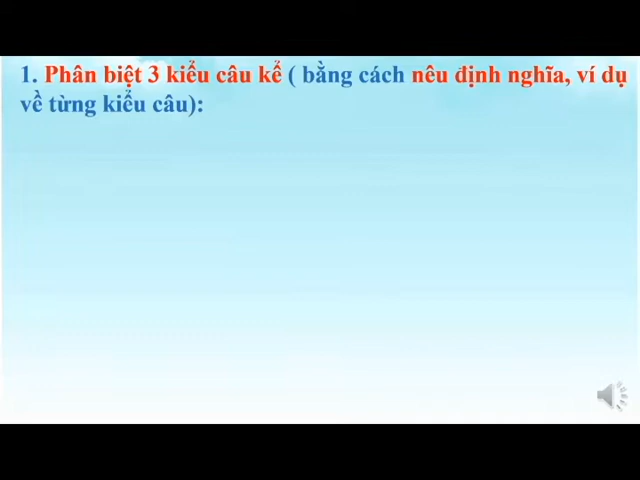 1. Phân biệt 3 kiểu câu kể ( bằng cách nêu định nghĩa, ví dụ
về từng kiểu câu):